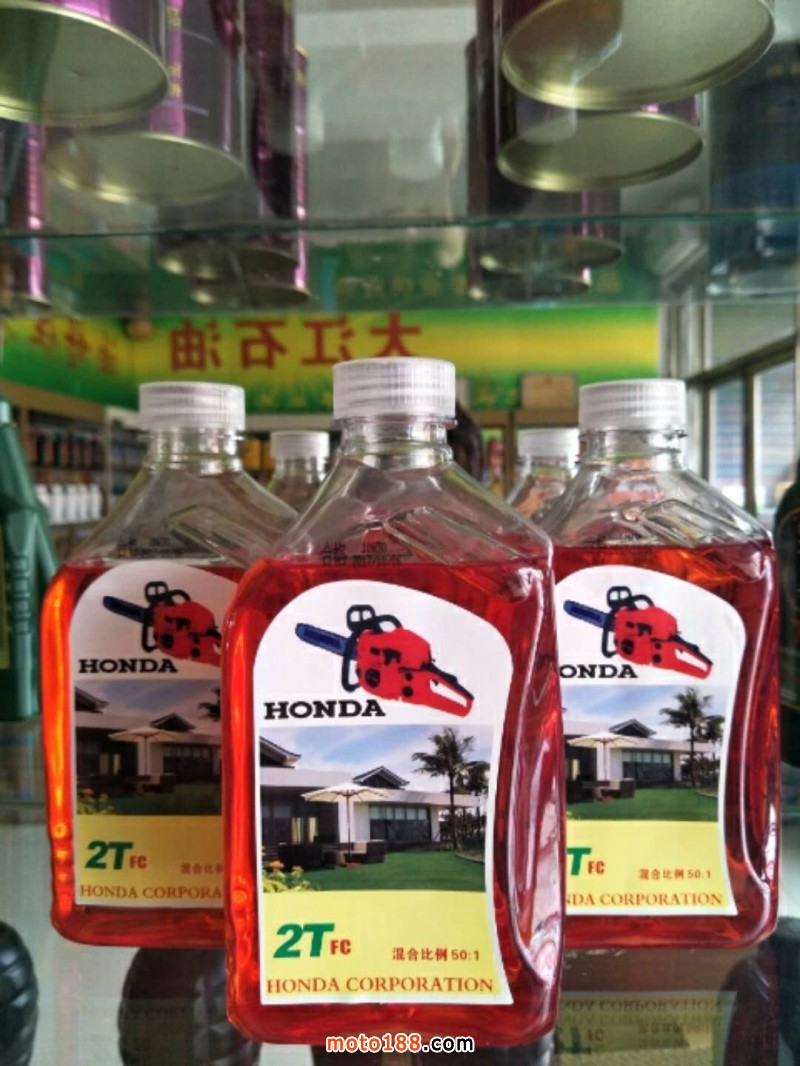 大江石油
HONDA
2T FC
混合比例
HONDA CORPORATION
HONDA
2T FC
混合比例 50:1
HONDA CORPORATION
ONDA
T FC
混合比例 50:1
NDA CORPORATION
moto188.com